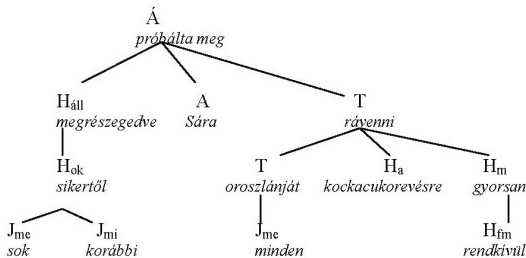 Á
próbálta meg
Háll A T
megrészegedve Sára rávenni
Hok T Ha Hm
sikertől oroszlánját kockacukorevésre gyorsan
Jme Jmi Jme Hfm
sok korábbi minden rendkívül